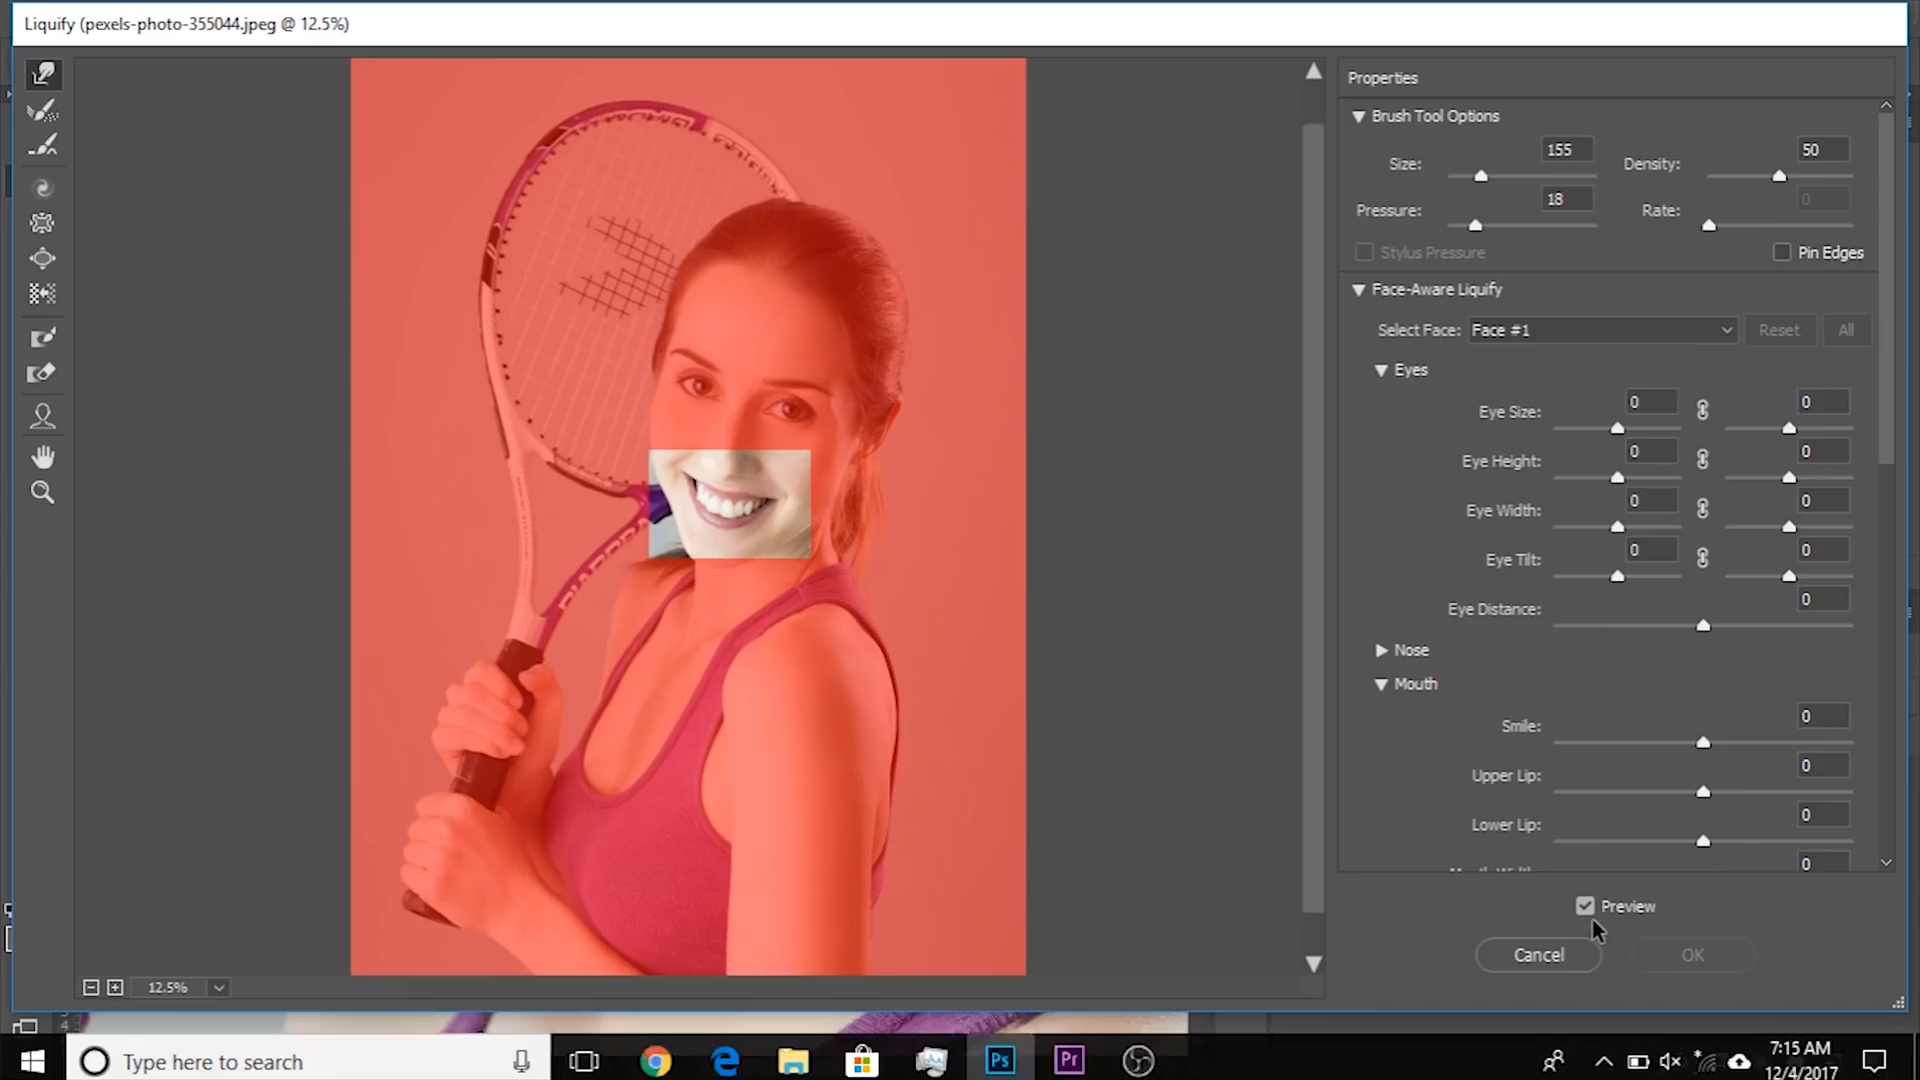 Liquify (pexels-photo-355044.jpeg @ 12.5%)
Properties
Brush Tool Options
Size: 155 Density: 50
Pressure: 18 Rate: 0
Stylus Pressure Pin Edges
Face-Aware Liquify
Select Face: Face #1 Reset All
Eyes
Eye Size: 0 0
Eye Height: 0 0
Eye Width: 0 0
Eye Tilt: 0 0
Eye Distance: 0
Nose
Mouth
Smile: 0
Upper Lip: 0
Lower Lip: 0
0
Preview
Cancel OK
12.5%
4
Type here to search
Ps
Pr
7:15 AM
12/4/2017